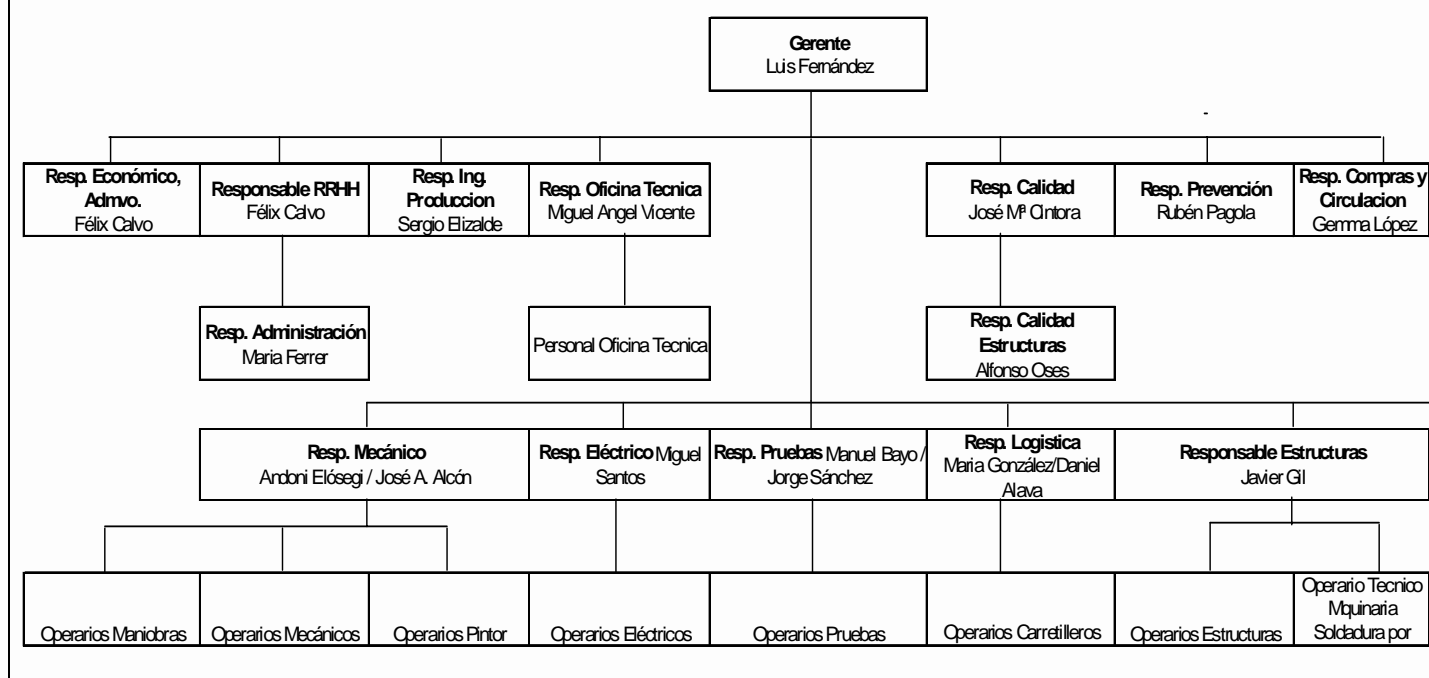 Gerente
Luis Fernández
Resp. Económico,
Admvo.
Félix Calvo
Responsable RRHH
Félix Calvo
Resp. Ing.
Produccion
Sergio Elizalde
Resp. Oficina Tecnica
Miguel Angel Vicente
Resp. Calidad
José Mª Cintora
Resp. Prevención
Rubén Pagola
Resp. Compras y
Circulacion
Gemma López
Resp. Administración
Maria Ferrer
Personal Oficina Tecnica
Resp. Calidad
Estructuras
Alfonso Oses
Resp. Mecánico
Andoni Elósegi / José A. Alcón
Resp. Eléctrico Miguel
Santos
Resp. Pruebas Manuel Bayo /
Jorge Sánchez
Resp. Logistica
Maria González/Daniel
Alava
Responsable Estructuras
Javier Gil
Operarios Maniobras
Operarios Mecánicos
Operarios Pintor
Operarios Eléctricos
Operarios Pruebas
Operarios Carretilleros
Operarios Estructuras
Operario Tecnico
Mquinaria
Soldadura por